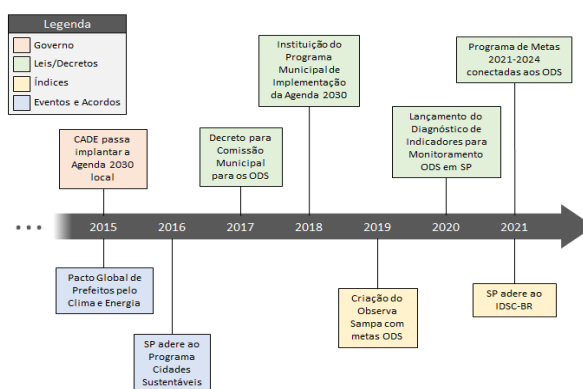 Legenda
Governo
Leis/Decretos
Índices
Eventos e Acordos
Instituição do
Programa
Municipal de
Implementação
da Agenda 2030
Programa de Metas
2021-2024
conectadas aos ODS
CADE passa
implantar a
Agenda 2030
local
Decreto para
Comissão
Municipal
para os ODS
Lançamento do
Diagnóstico de
Indicadores para
Monitoramento
ODS em SP
...
2015
2016
2017
2018
2019
2020
2021
Pacto Global de
Prefeitos pelo
Clima e Energia
SP adere ao
Programa
Cidades
Sustentáveis
Criação do
Observa
Sampa com
metas ODS
SP adere ao
IDSC-BR